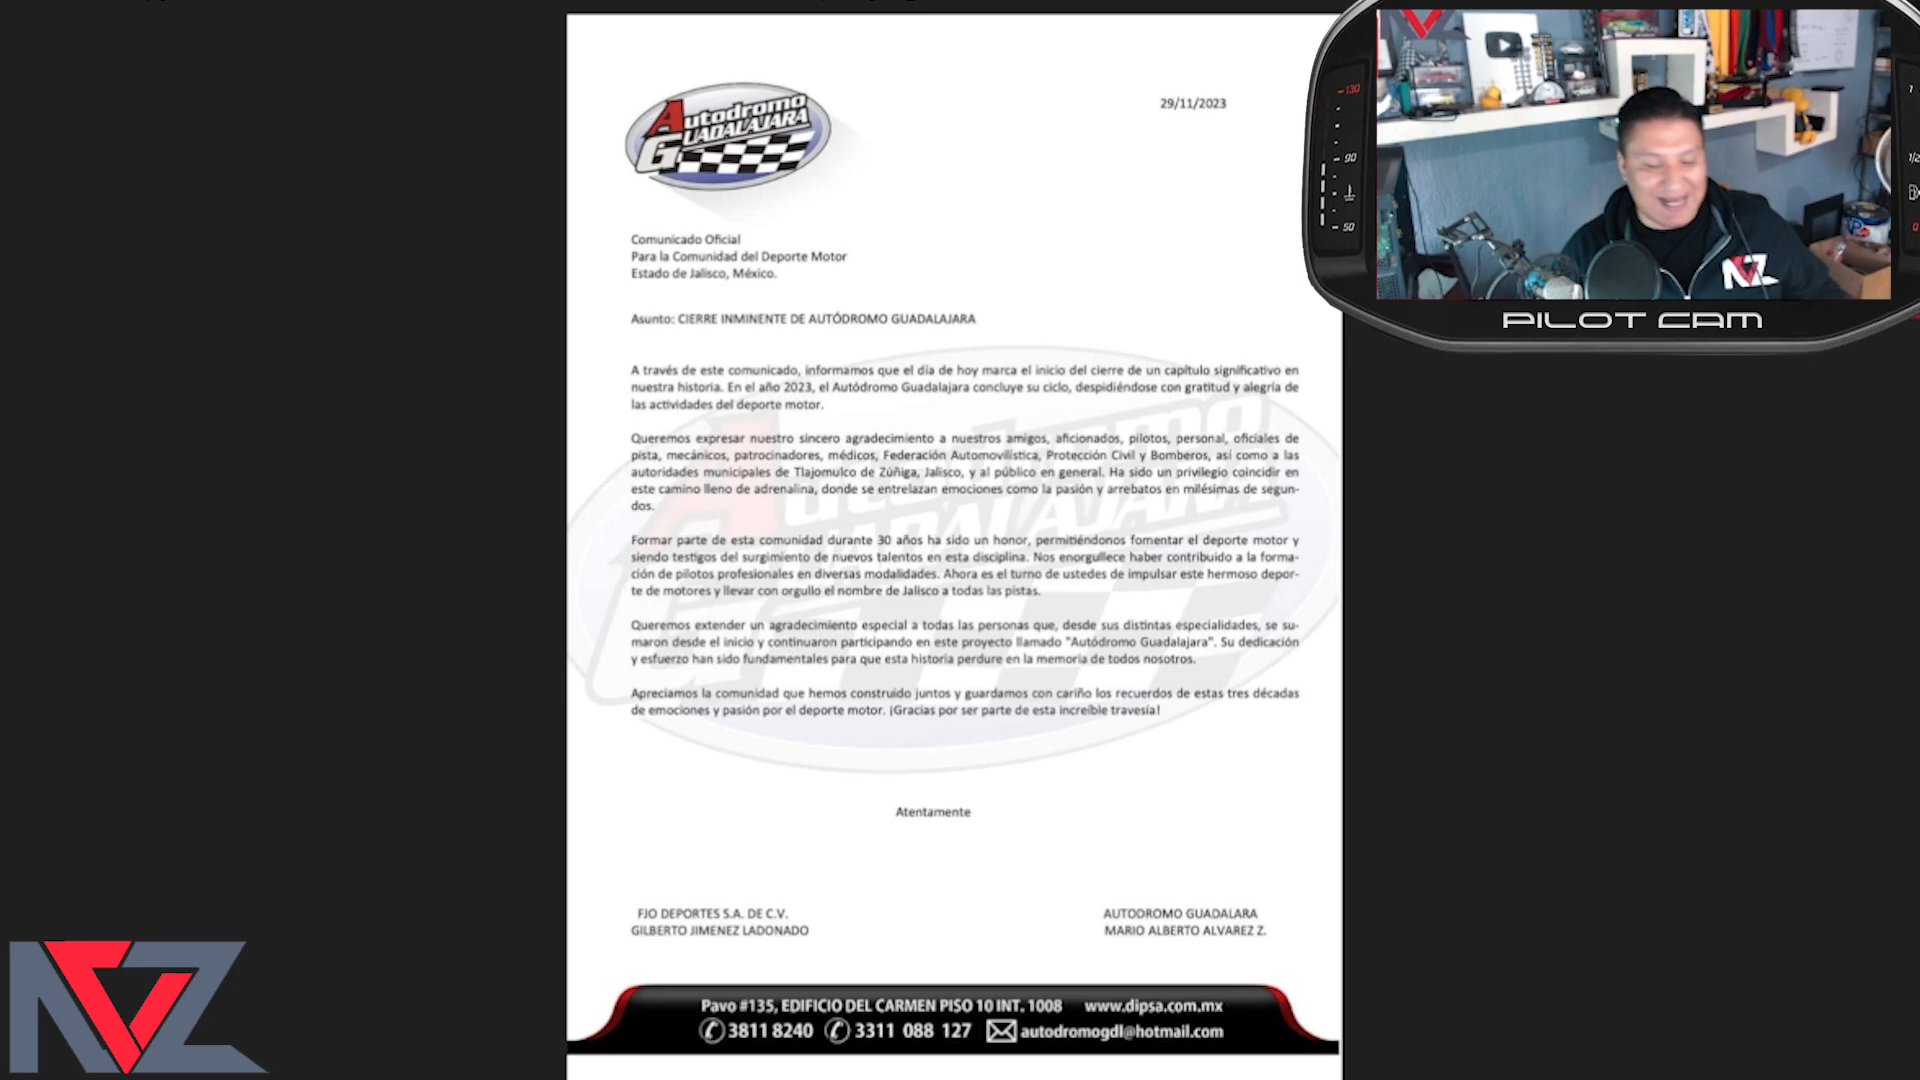 Autodromo
GUADALAJARA
29/11/2023
Comunicado Oficial
Para la Comunidad del Deporte Motor
Estado de Jalisco, México.
Asunto: CIERRE INMINENTE DE AUTÓDROMO GUADALAJARA
A través de este comunicado, informamos que el día de hoy marca el inicio del cierre de un capítulo significativo en
nuestra historia. En el año 2023, el Autódromo Guadalajara concluye su ciclo, despidiéndose con gratitud y alegría de
las actividades del deporte motor.
Queremos expresar nuestro sincero agradecimiento a nuestros amigos, aficionados, pilotos, personal, oficiales de
pista, mecánicos, patrocinadores, médicos, Federación Automovilística, Protección Civil y Bomberos, así como a las
autoridades municipales de Tlajomulco de Zúñiga, Jalisco, y al público en general. Ha sido un privilegio coincidir en
este camino lleno de adrenalina, donde se entrelazan emociones como la pasión y arrebatos en milésimas de segun-
dos.
Formar parte de esta comunidad durante 30 años ha sido un honor, permitiéndonos fomentar el deporte motor y
siendo testigos del surgimiento de nuevos talentos en esta disciplina. Nos enorgullece haber contribuido a la forma-
ción de pilotos profesionales en diversas modalidades. Ahora es el turno de ustedes de impulsar este hermoso depor-
te de motores y llevar con orgullo el nombre de Jalisco a todas las pistas.
Queremos extender un agradecimiento especial a todas las personas que, desde sus distintas especialidades, se su-
maron desde el inicio y continuaron participando en este proyecto llamado "Autódromo Guadalajara". Su dedicación
y esfuerzo han sido fundamentales para que esta historia perdure en la memoria de todos nosotros.
Apreciamos la comunidad que hemos construido juntos y guardamos con cariño los recuerdos de estas tres décadas
de emociones y pasión por el deporte motor. ¡Gracias por ser parte de esta increíble travesía!
Atentamente
FJO DEPORTES S.A. DE C.V.
GILBERTO JIMENEZ LADONADO
AUTODROMO GUADALARA
MARIO ALBERTO ALVAREZ Z.
Pavo #135, EDIFICIO DEL CARMEN PISO 10 INT. 1008 www.dipsa.com.mx
3811 8240 3311 088 127 autodromogdl@hotmail.com
130
90
50
1
1/2
0
NZ
PILOT CAM
NZ